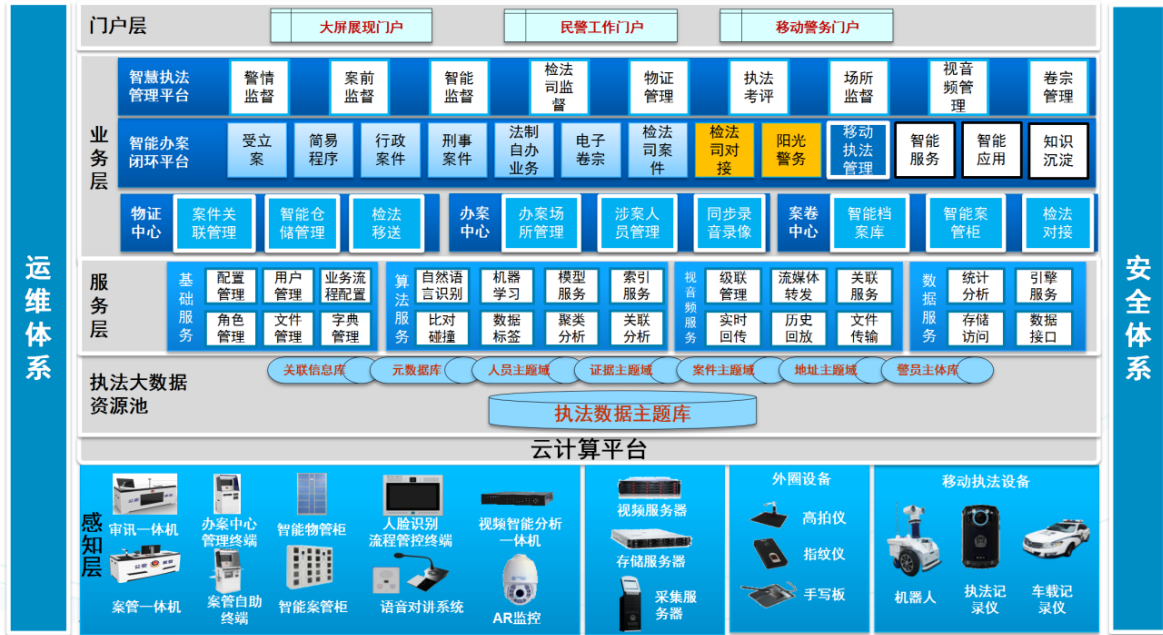 运维体系
安全体系
门户层
大屏展现门户
民警工作门户
移动警务门户
业务层
智慧执法
管理平台
警情
监督
案前
监督
智能
监督
检法
司监
督
物证
管理
执法
考评
场所
监督
视音
频管
理
卷宗
管理
智能办案
闭环平台
受立
案
简易
程序
行政
案件
刑事
案件
法制
自办
业务
电子
卷宗
检法
司案
件
检法
司对
接
阳光
警务
移动
执法
管理
智能
服务
智能
应用
知识
沉淀
物证
中心
案件关
联管理
智能仓
储管理
检法
移送
办案
中心
办案场
所管理
涉案人
员管理
同步录
音录像
案卷
中心
智能档
案库
智能案
管柜
检法
对接
服务层
基础服务
配置
管理
用户
管理
业务流
程配置
角色
管理
文件
管理
字典
管理
算法服务
自然语
言识别
机器
学习
模型
服务
索引
服务
比对
碰撞
数据
标签
聚类
分析
关联
分析
视音频服务
级联
管理
流媒体
转发
关联
服务
实时
回传
历史
回放
文件
传输
数据服务
统计
分析
引擎
服务
存储
访问
数据
接口
执法大数据
资源池
关联信息库
元数据库
人员主题域
证据主题域
案件主题域
地址主题域
警员主体库
执法数据主题库
云计算平台
感知层
审讯一体机
办案中心
管理终端
智能物管柜
人脸识别
流程管控终端
视频智能分析
一体机
案管一体机
案管自助
终端
智能案管柜
语音对讲系统
AR监控
视频服务器
存储服务器
采集服
务器
外圈设备
高拍仪
指纹仪
手写板
移动执法设备
机器人
执法记
录仪
车载记
录仪